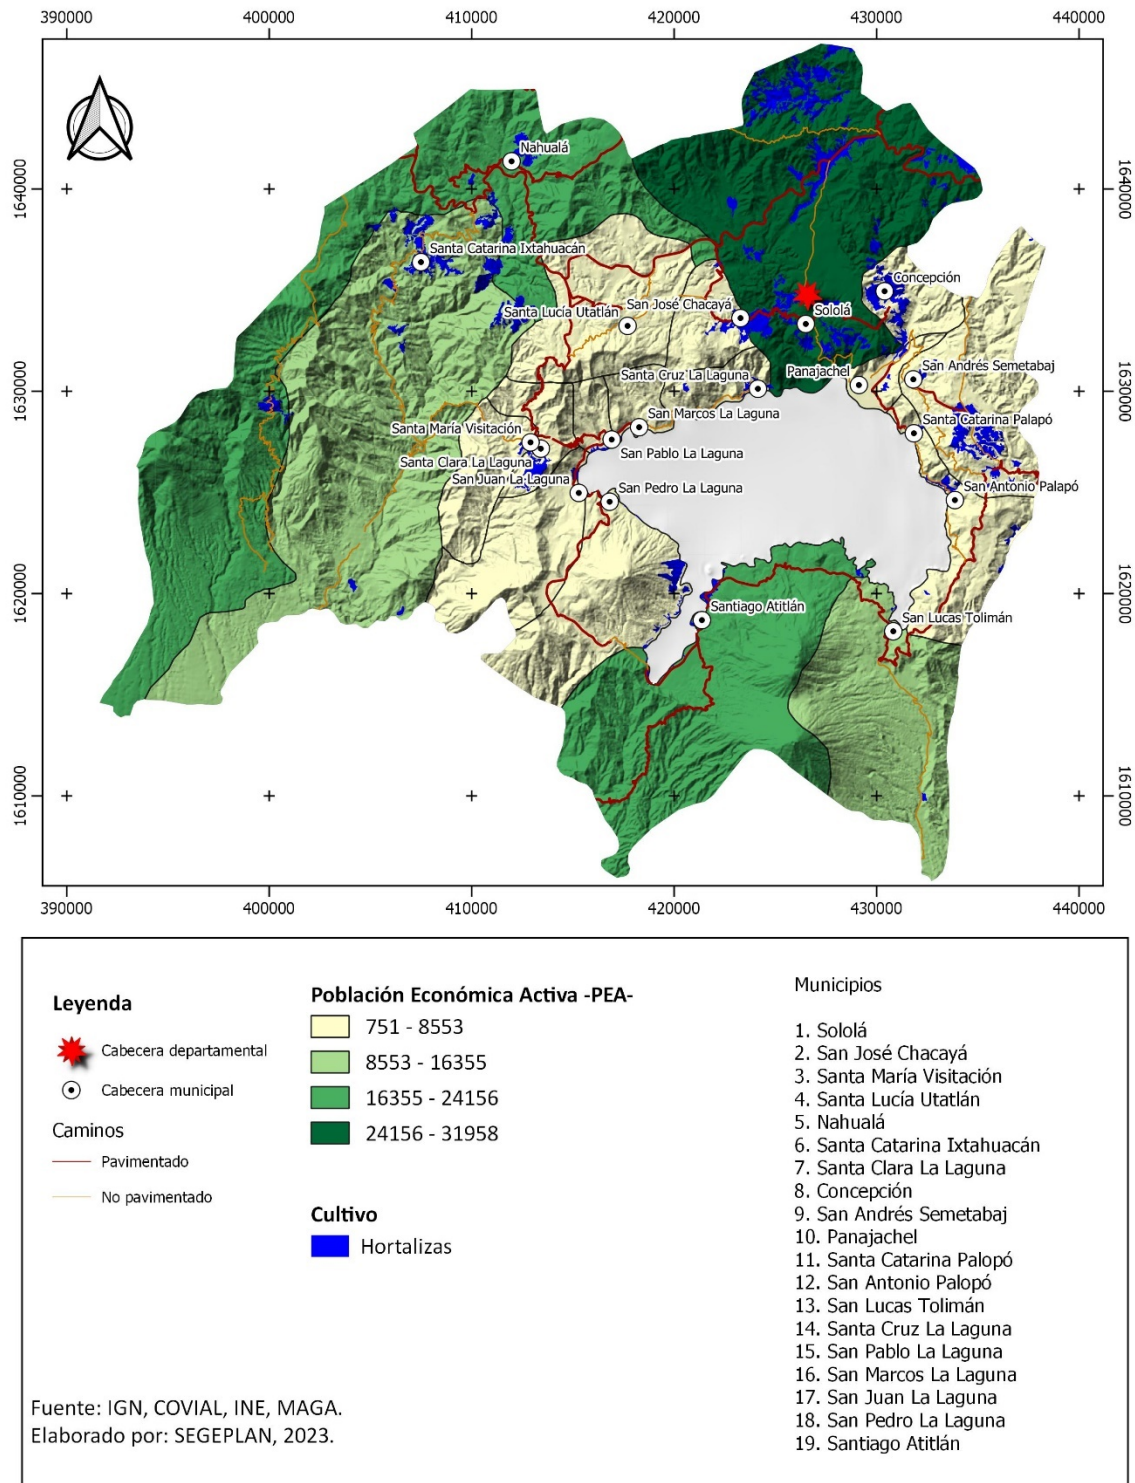 390000 400000 410000 420000 430000 440000
1640000 1640000
1630000 1630000
1620000 1620000
1610000 1610000
Nahualá
Santa Catarina Ixtahuacán
Concepción
Santa Lucía Utatlán
San José Chacayá
Sololá
Panajachel
San Andrés Semetabaj
Santa Cruz La Laguna
San Marcos La Laguna
Santa Catarina Palapó
Santa María Visitación
San Pablo La Laguna
Santa Clara La Laguna
San Juan La Laguna
San Pedro La Laguna
San Antonio Palapó
Santiago Atitlán
San Lucas Tolimán
390000 400000 410000 420000 430000 440000
Leyenda
Cabecera departamental
Cabecera municipal
Caminos
Pavimentado
No pavimentado
Población Económica Activa -PEA-
751 - 8553
8553 - 16355
16355 - 24156
24156 - 31958
Cultivo
Hortalizas
Municipios
1. Sololá
2. San José Chacayá
3. Santa María Visitación
4. Santa Lucía Utatlán
5. Nahualá
6. Santa Catarina Ixtahuacán
7. Santa Clara La Laguna
8. Concepción
9. San Andrés Semetabaj
10. Panajachel
11. Santa Catarina Palopó
12. San Antonio Palopó
13. San Lucas Tolimán
14. Santa Cruz La Laguna
15. San Pablo La Laguna
16. San Marcos La Laguna
17. San Juan La Laguna
18. San Pedro La Laguna
19. Santiago Atitlán
Fuente: IGN, COVIAL, INE, MAGA.
Elaborado por: SEGEPLAN, 2023.